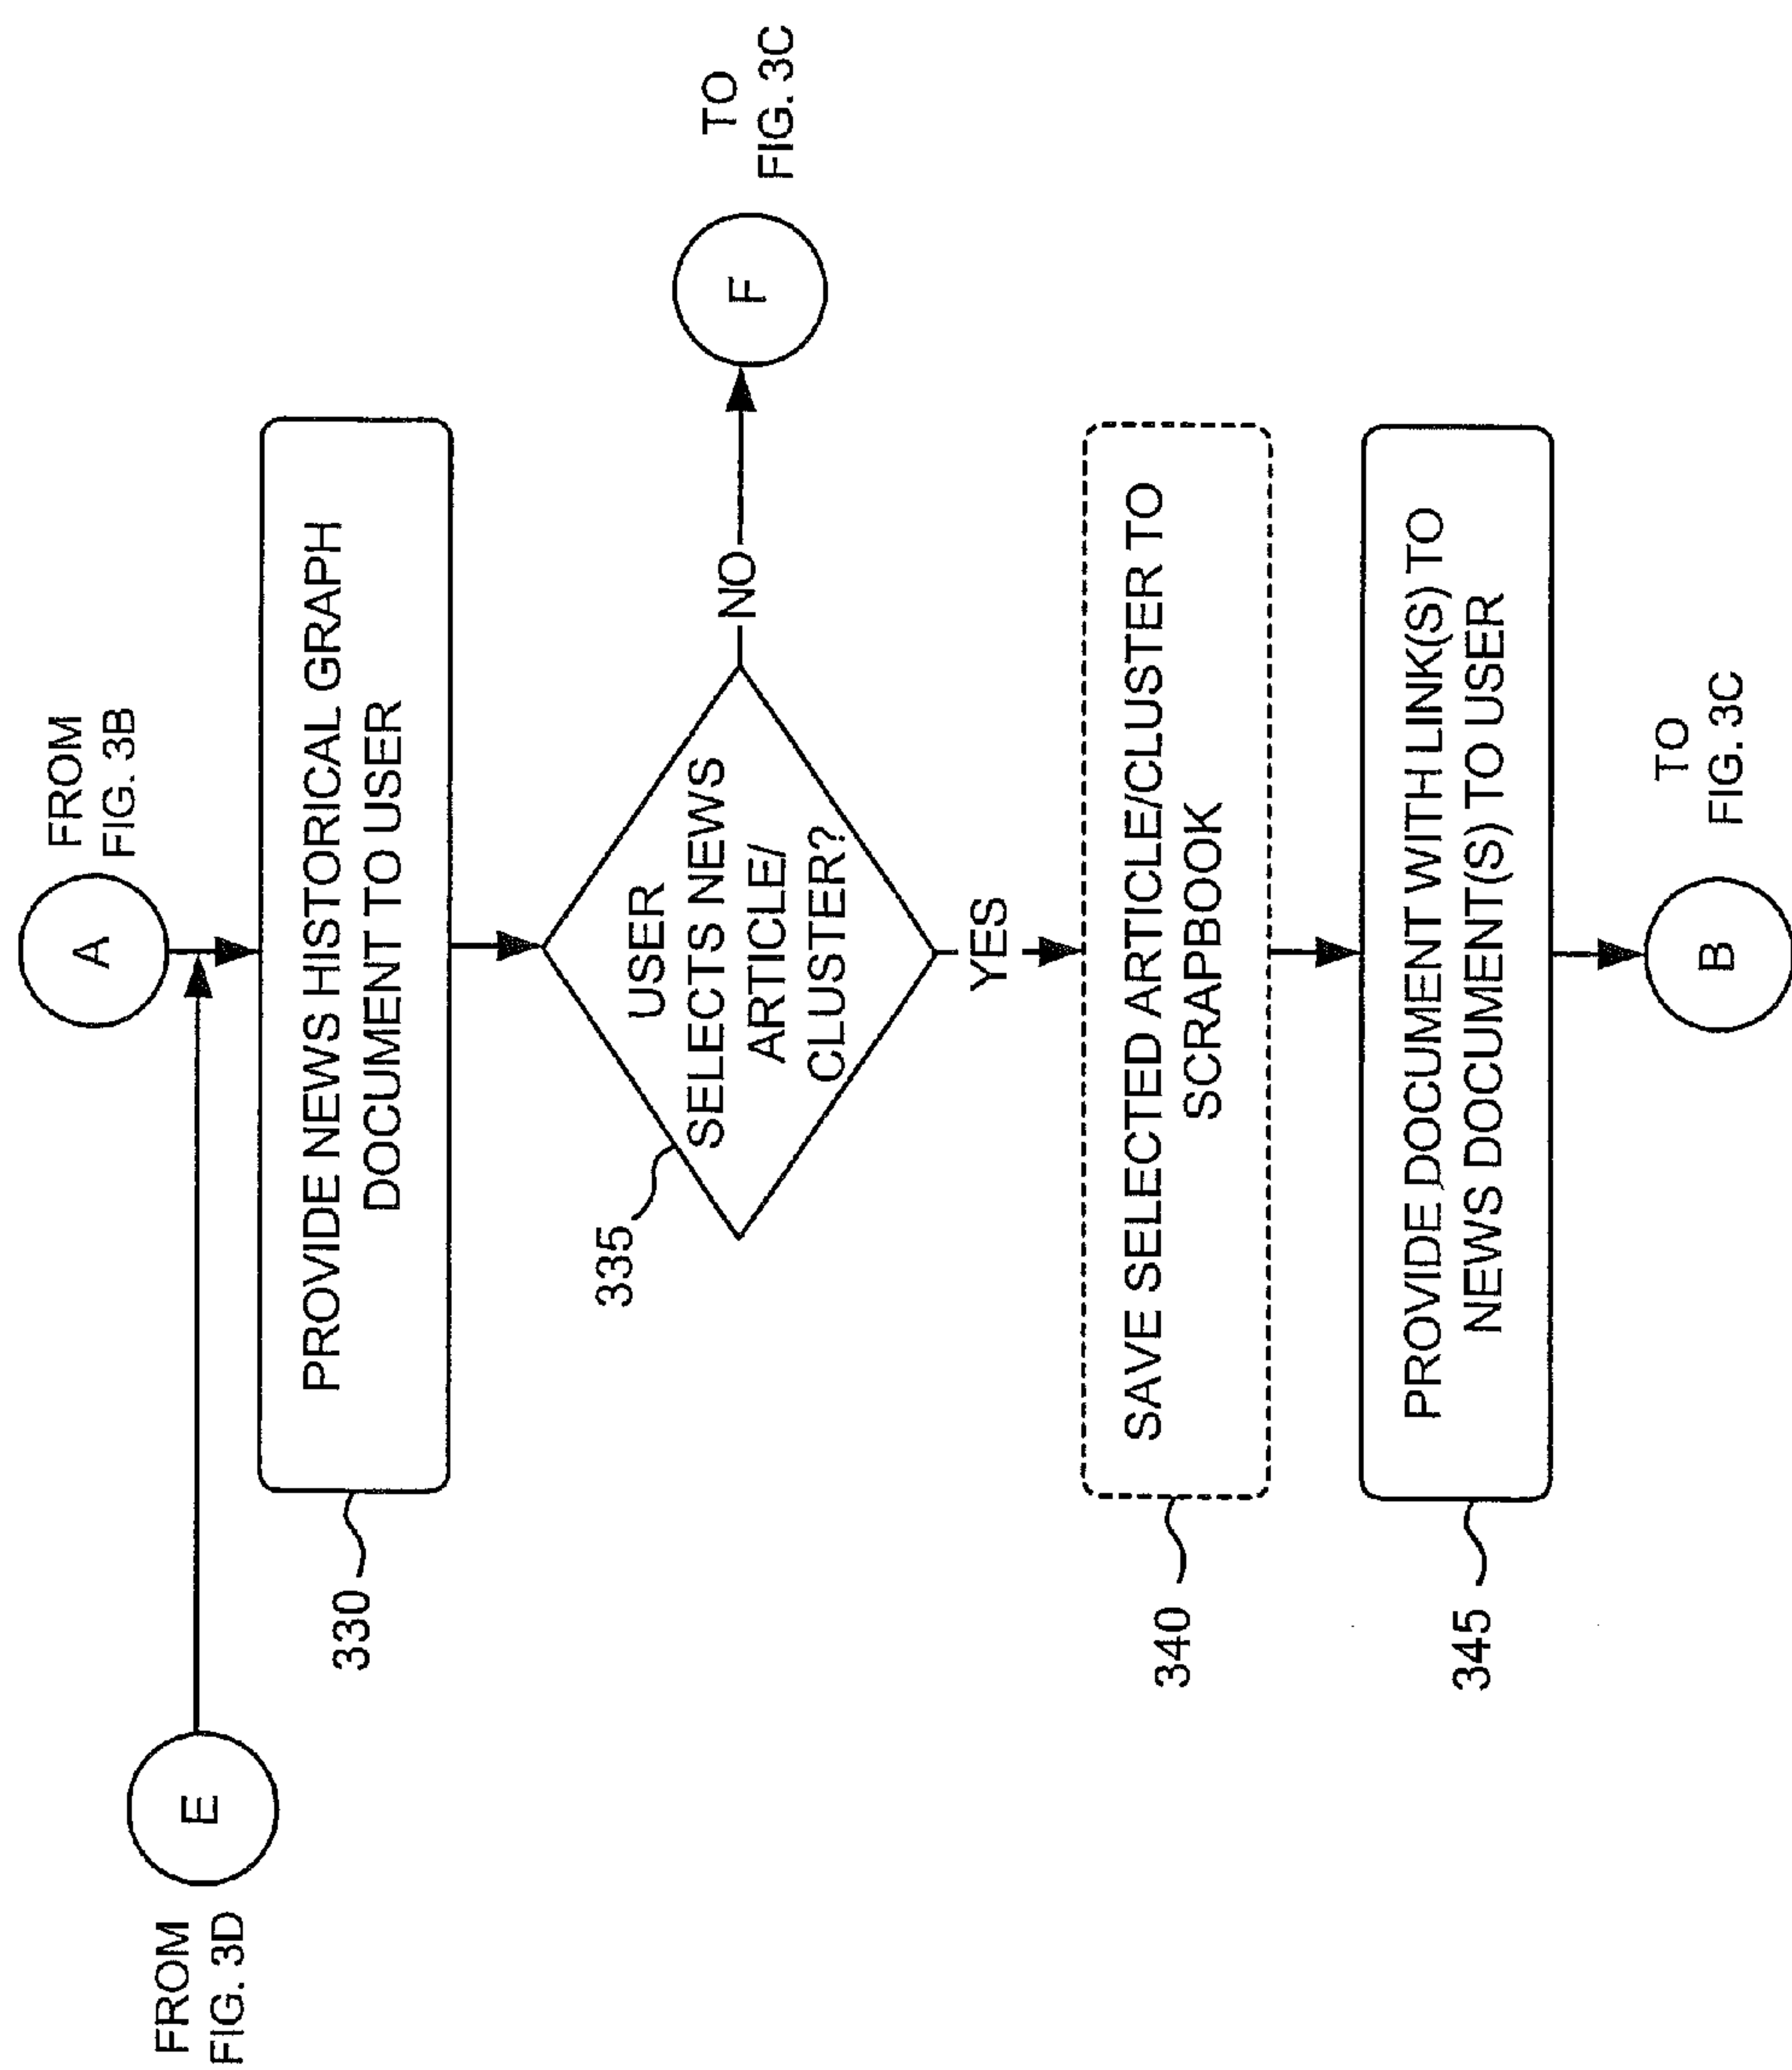 FROM
FIG. 3B
A
FROM
FIG. 3D
E
PROVIDE NEWS HISTORICAL GRAPH
DOCUMENT TO USER
330
USER
SELECTS NEWS
ARTICLE/
CLUSTER?
335
NO
F
TO
FIG. 3C
YES
SAVE SELECTED ARTICLE/CLUSTER TO
SCRAPBOOK
340
PROVIDE DOCUMENT WITH LINK(S) TO
NEWS DOCUMENT(S) TO USER
345
B
TO
FIG. 3C